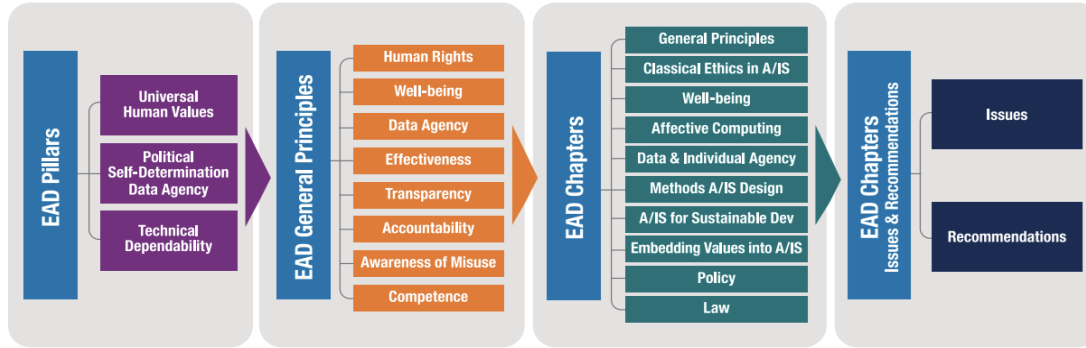 EAD Pillars
Universal
Human Values
Political
Self-Determination
Data Agency
Technical
Dependability
EAD General Principles
Human Rights
Well-being
Data Agency
Effectiveness
Transparency
Accountability
Awareness of Misuse
Competence
EAD Chapters
General Principles
Classical Ethics in A/IS
Well-being
Affective Computing
Data & Individual Agency
Methods A/IS Design
A/IS for Sustainable Dev
Embedding Values into A/IS
Policy
Law
EAD Chapters
Issues & Recommendations
Issues
Recommendations